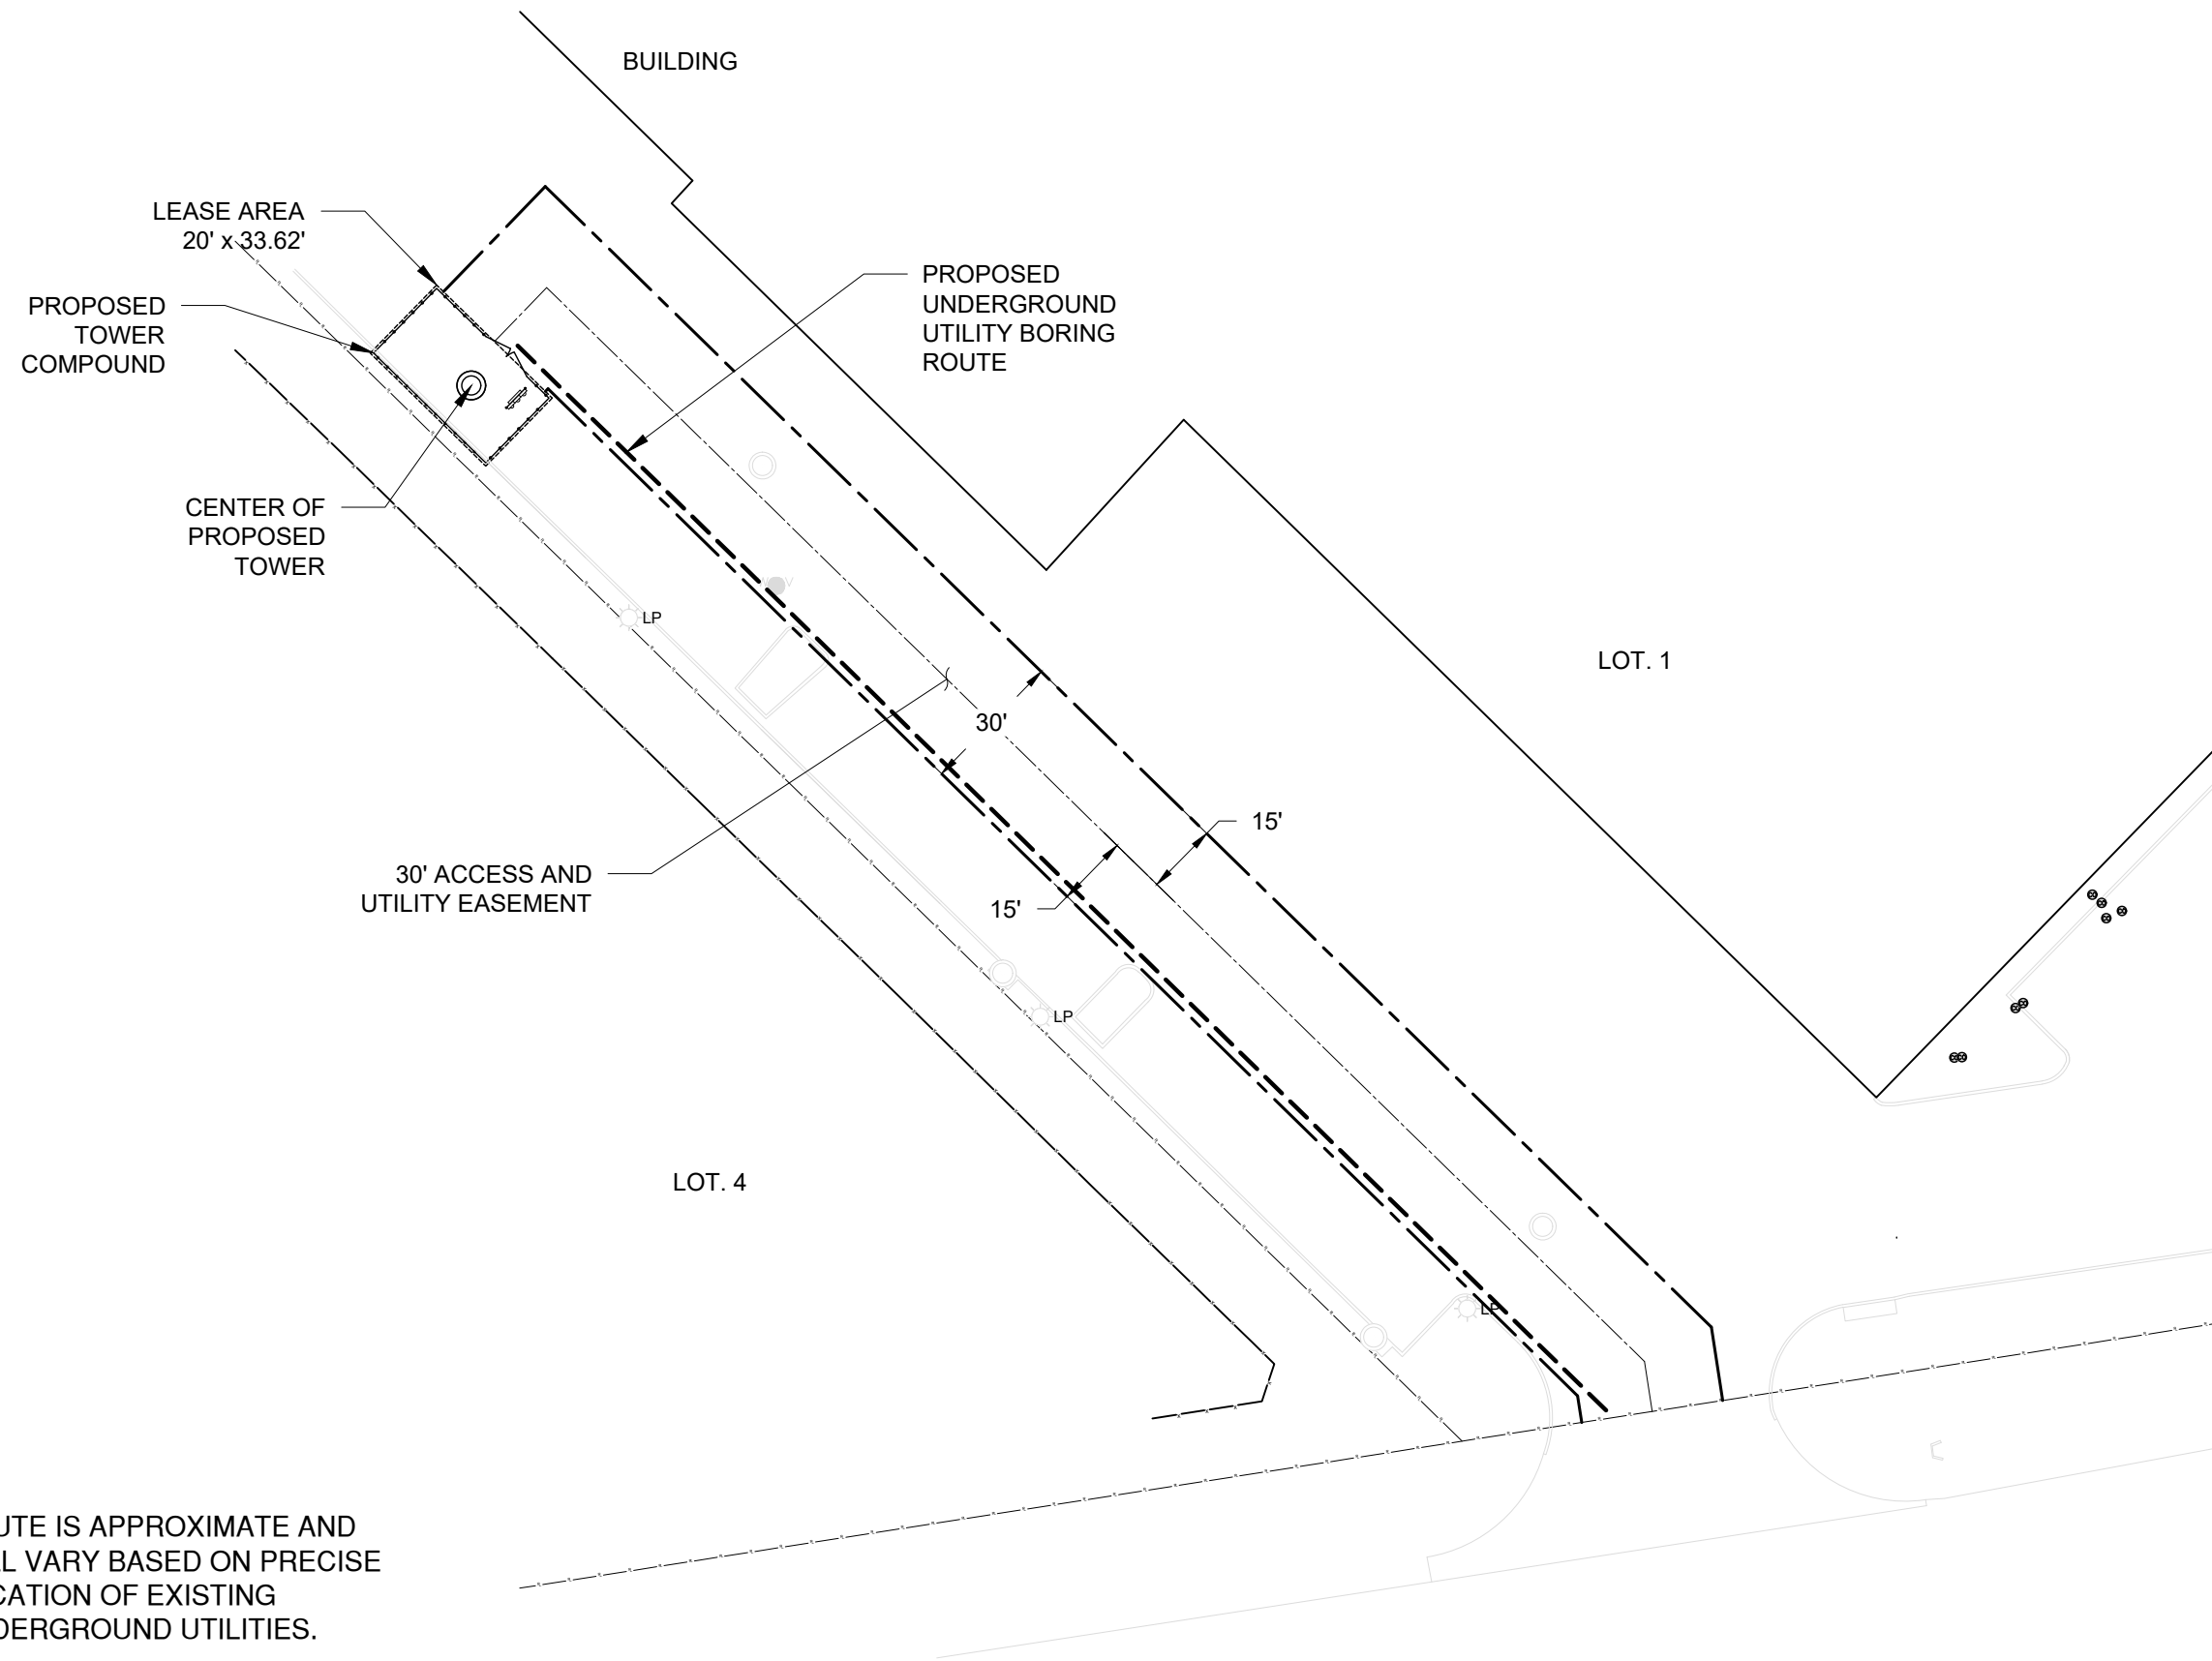 BUILDING
LEASE AREA
20' x 33.62'
PROPOSED
TOWER
COMPOUND
PROPOSED
UNDERGROUND
UTILITY BORING
ROUTE
CENTER OF
PROPOSED
TOWER
LP
LOT. 1
30'
15'
30' ACCESS AND
UTILITY EASEMENT
15'
LP
LOT. 4
LP
UTE IS APPROXIMATE AND
L VARY BASED ON PRECISE
CATION OF EXISTING
DERGROUND UTILITIES.